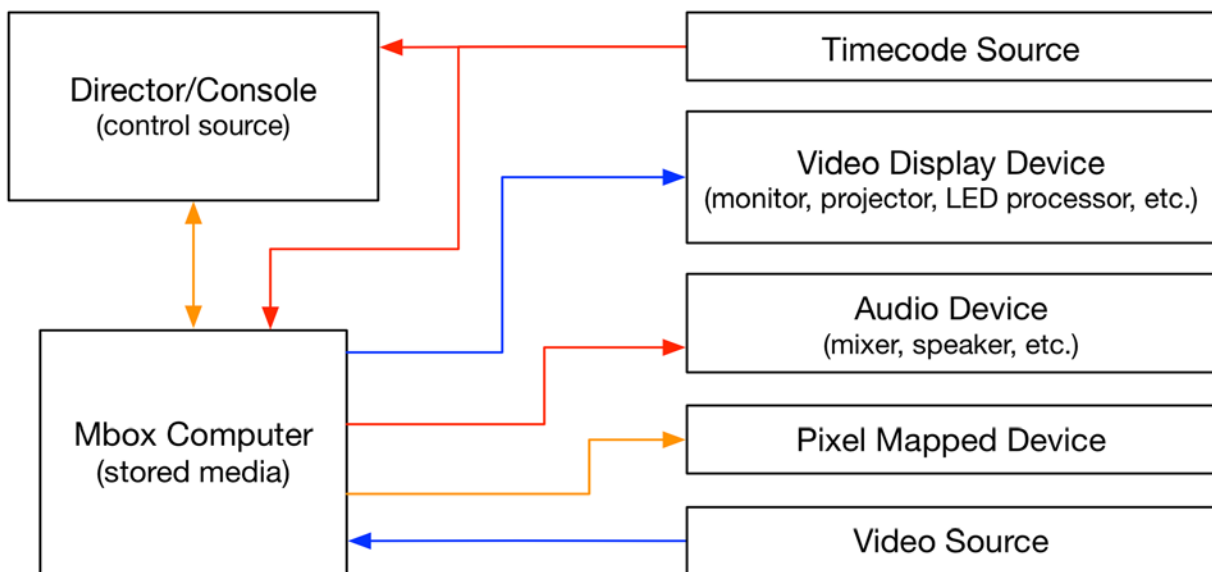 Director/Console
(control source)
Timecode Source
Video Display Device
(monitor, projector, LED processor, etc.)
Audio Device
(mixer, speaker, etc.)
Mbox Computer
(stored media)
Pixel Mapped Device
Video Source